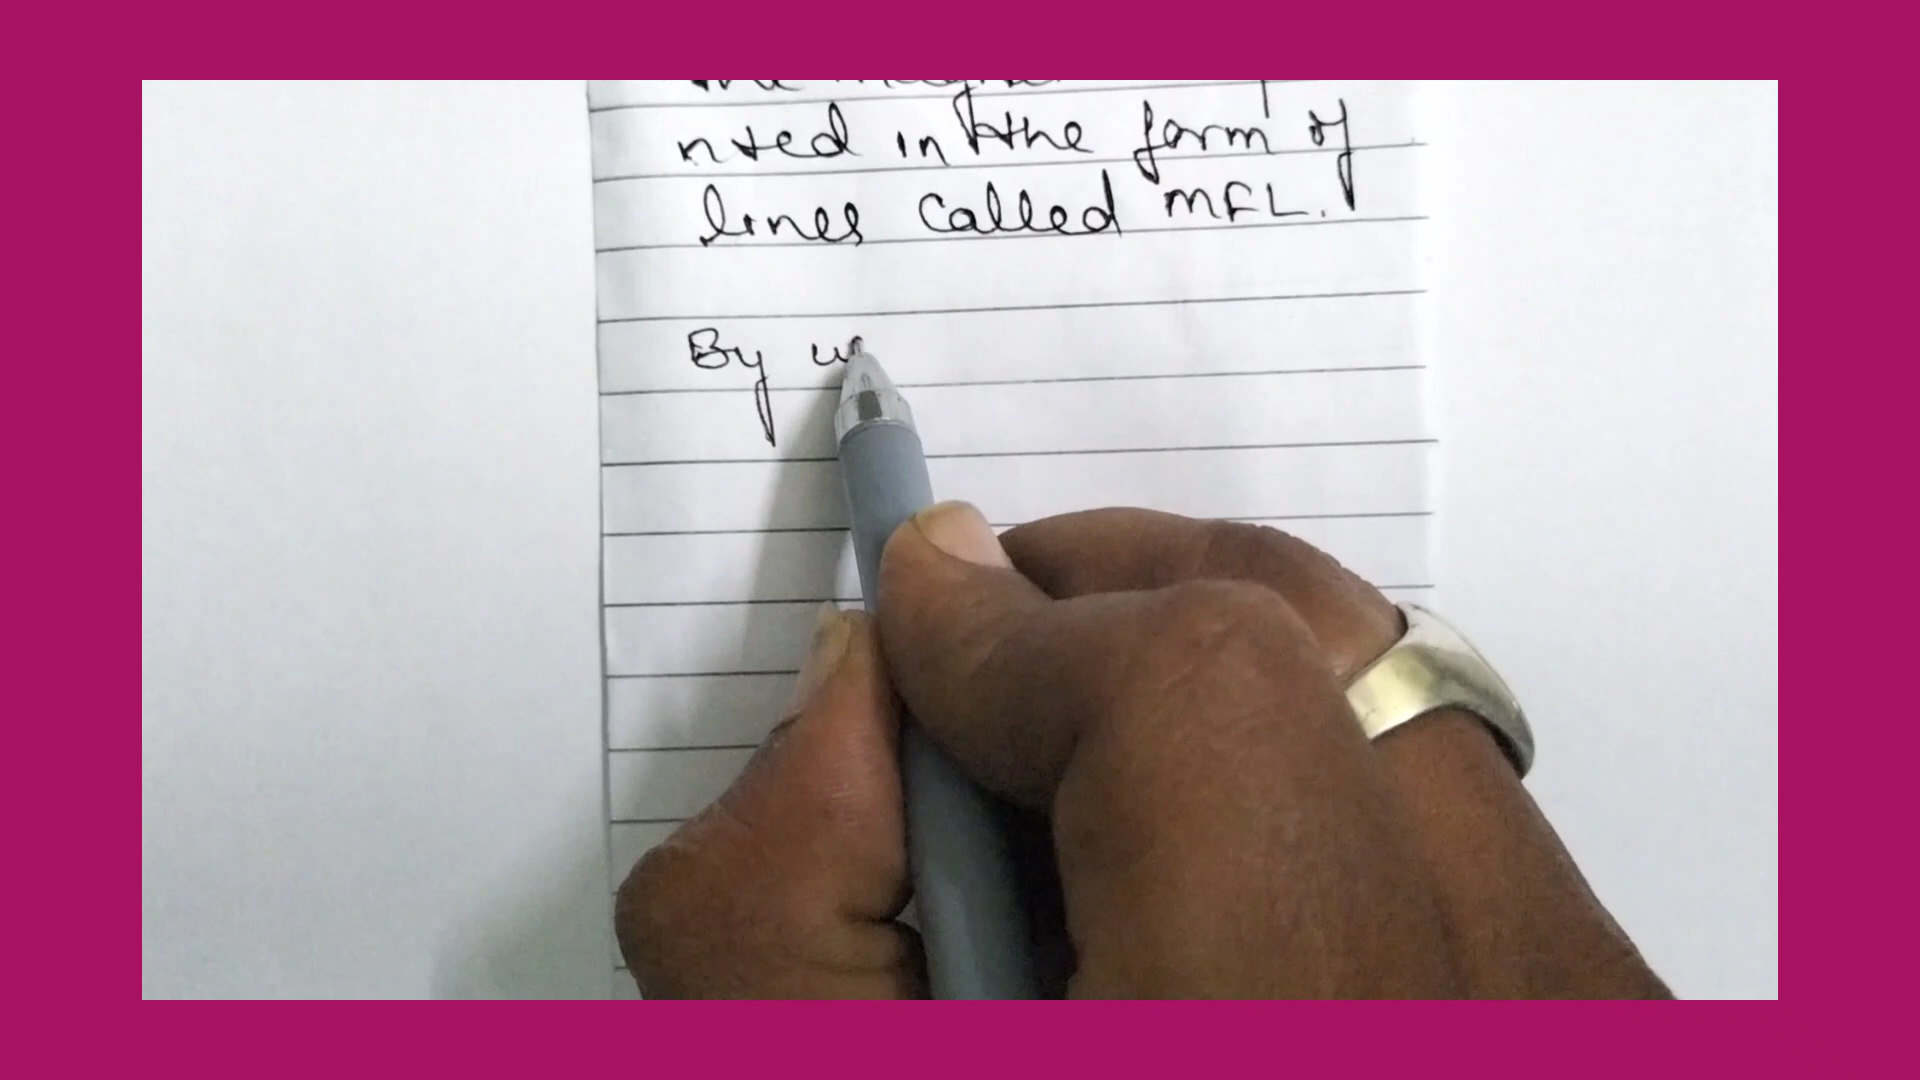 nted in the form of
lines called MFL.
By